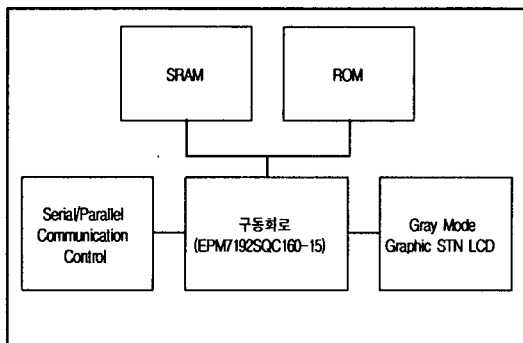 SRAM
ROM
Serial/Parallel
Communication
Control
구동회로
(EPM7192SQC160-15)
Gray Mode
Graphic STN LCD